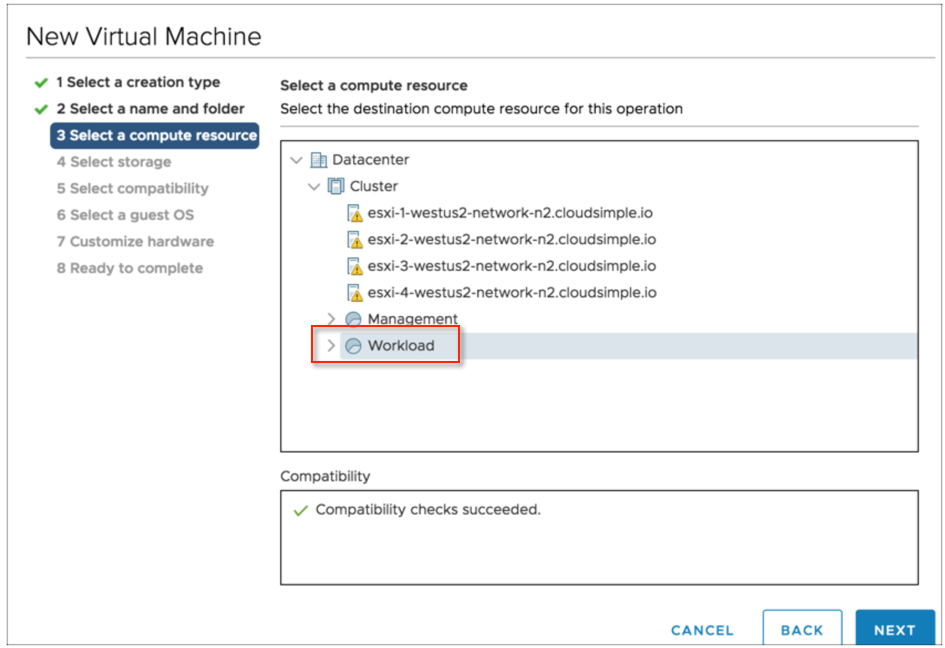 New Virtual Machine
1 Select a creation type
2 Select a name and folder
3 Select a compute resource
4 Select storage
5 Select compatibility
6 Select a guest OS
7 Customize hardware
8 Ready to complete
Select a compute resource
Select the destination compute resource for this operation
Datacenter
Cluster
esxi-1-westus2-network-n2.cloudsimple.io
esxi-2-westus2-network-n2.cloudsimple.io
esxi-3-westus2-network-n2.cloudsimple.io
esxi-4-westus2-network-n2.cloudsimple.io
Management
Workload
Compatibility
Compatibility checks succeeded.
CANCEL BACK NEXT